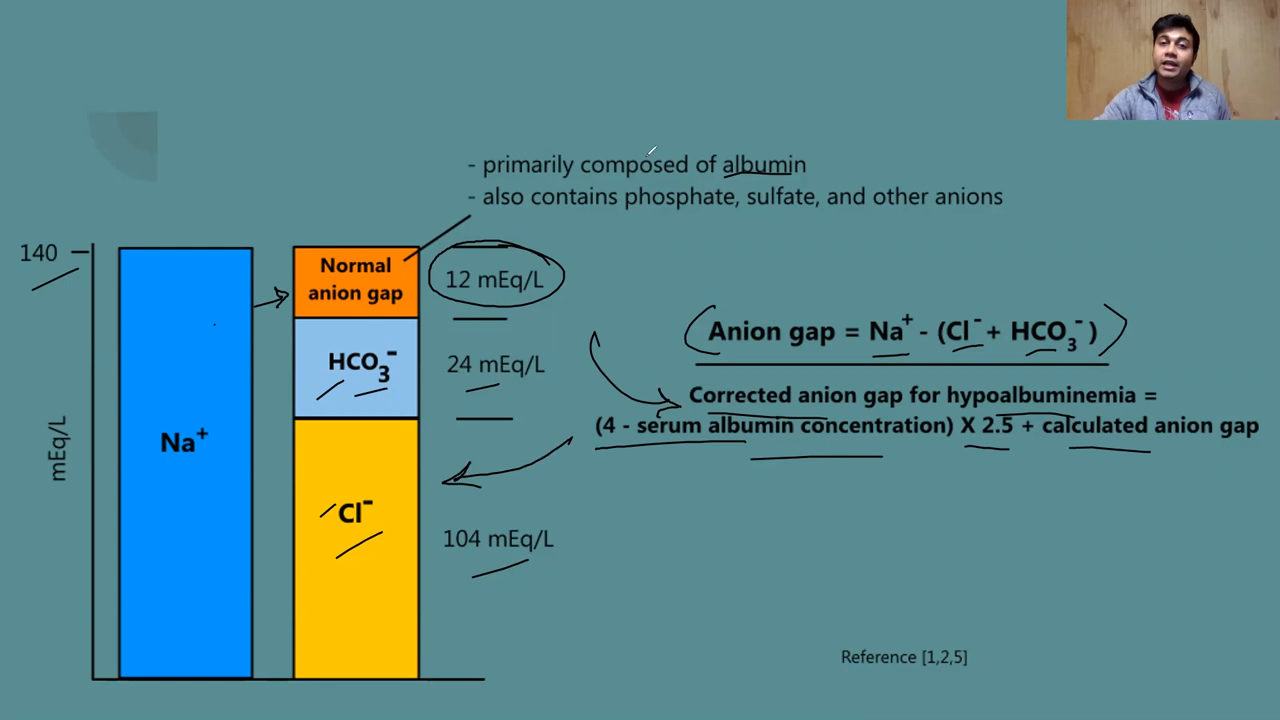 - primarily composed of albumin
- also contains phosphate, sulfate, and other anions
140
Normal
anion gap
12 mEq/L
Anion gap = Na⁺ - (Cl⁻ + HCO₃⁻)
HCO₃⁻
24 mEq/L
Corrected anion gap for hypoalbuminemia =
(4 - serum albumin concentration) X 2.5 + calculated anion gap
mEq/L
Na⁺
Cl⁻
104 mEq/L
Reference [1,2,5]